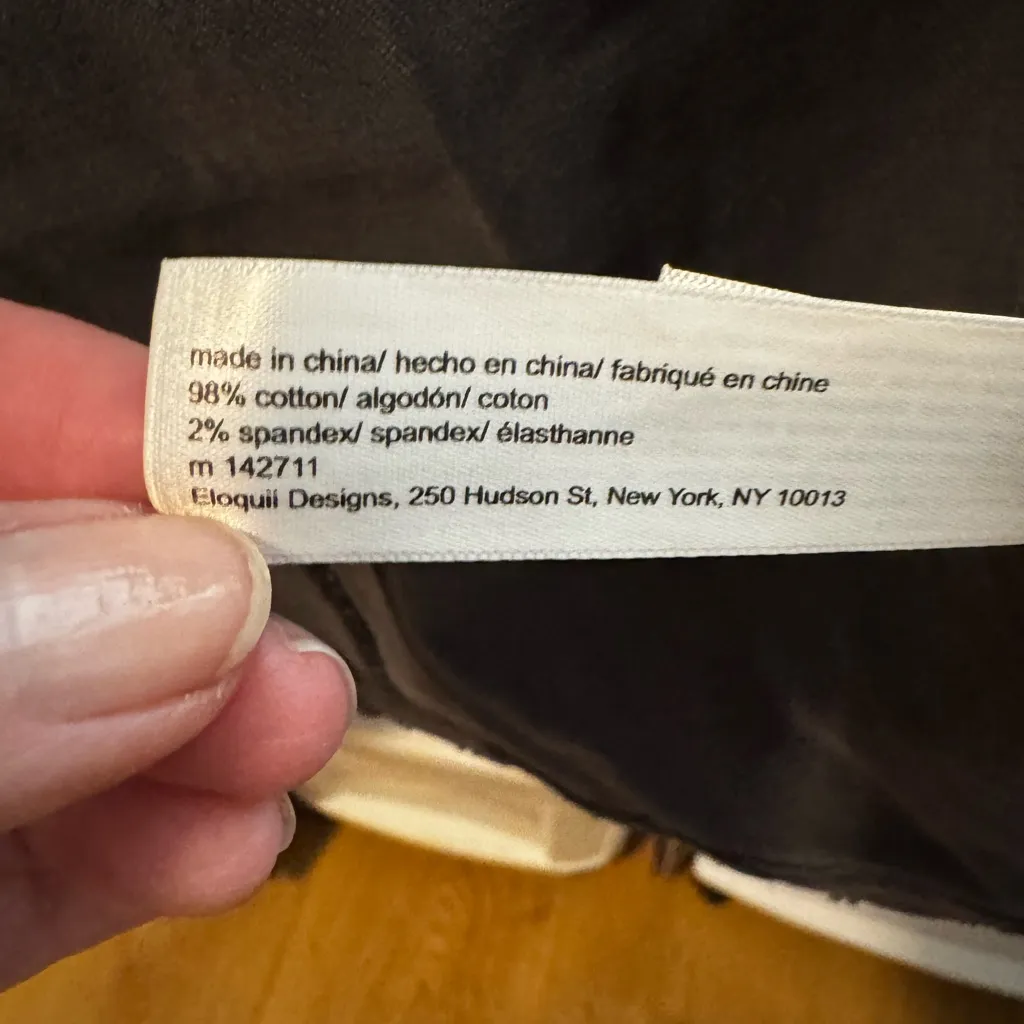 made in china/ hecho en china/ fabriqué en chine
98% cotton/ algodón/ coton
2% spandex/ spandex/ élasthanne
m 142711
Eloquii Designs, 250 Hudson St, New York, NY 10013